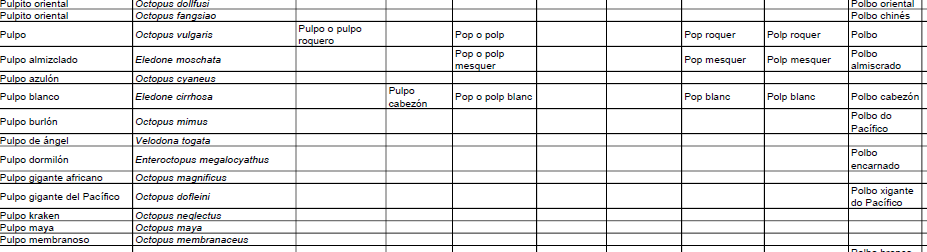 Pulpito oriental Octopus dollfusi Polbo oriental
Pulpito oriental Octopus fangsiao Polbo chinés
Pulpo Octopus vulgaris Pulpo o pulpo roquero Pop o polp Pop roquer Polp roquer Polbo
Pulpo almizclado Eledone moschata Pop o polp mesquer Pop mesquer Polp mesquer Polbo almiscrado
Pulpo azulón Octopus cyaneus
Pulpo blanco Eledone cirrhosa Pulpo cabezón Pop o polp blanc Pop blanc Polp blanc Polbo cabezón
Pulpo burlón Octopus mimus Polbo do Pacífico
Pulpo de ángel Velodona togata
Pulpo dormilón Enteroctopus megalocyathus Polbo encarnado
Pulpo gigante africano Octopus magnificus
Pulpo gigante del Pacífico Octopus dofleini Polbo xigante do Pacífico
Pulpo kraken Octopus neglectus
Pulpo maya Octopus maya
Pulpo membranoso Octopus membranaceus